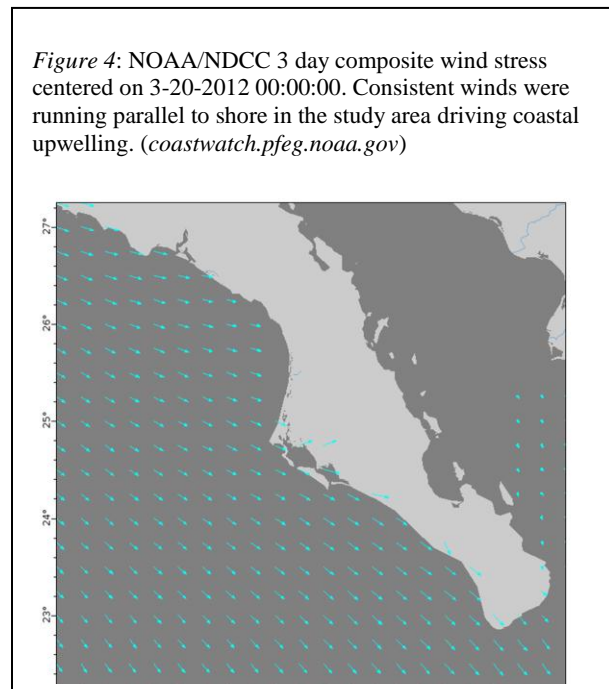 Figure 4: NOAA/NDCC 3 day composite wind stress
centered on 3-20-2012 00:00:00. Consistent winds were
running parallel to shore in the study area driving coastal
upwelling. (coastwatch.pfeg.noaa.gov)
27°
26°
25°
24°
23°